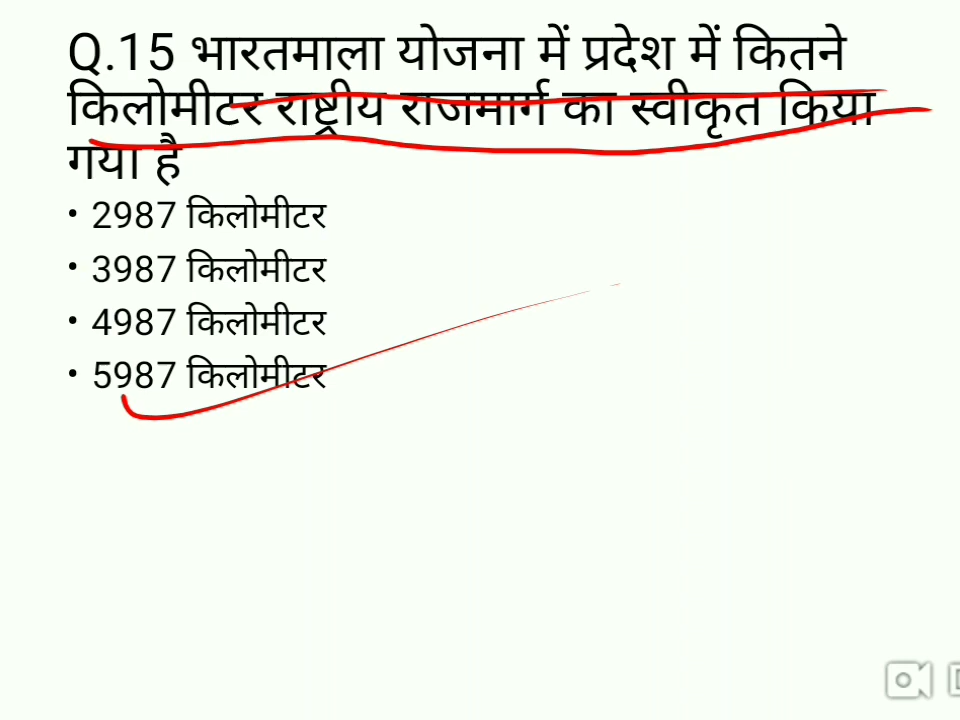 Q.15 भारतमाला योजना में प्रदेश में कितने
किलोमीटर राष्ट्रीय राजमार्ग का स्वीकृत किया
गया है
• 2987 किलोमीटर
• 3987 किलोमीटर
• 4987 किलोमीटर
• 5987 किलोमीटर